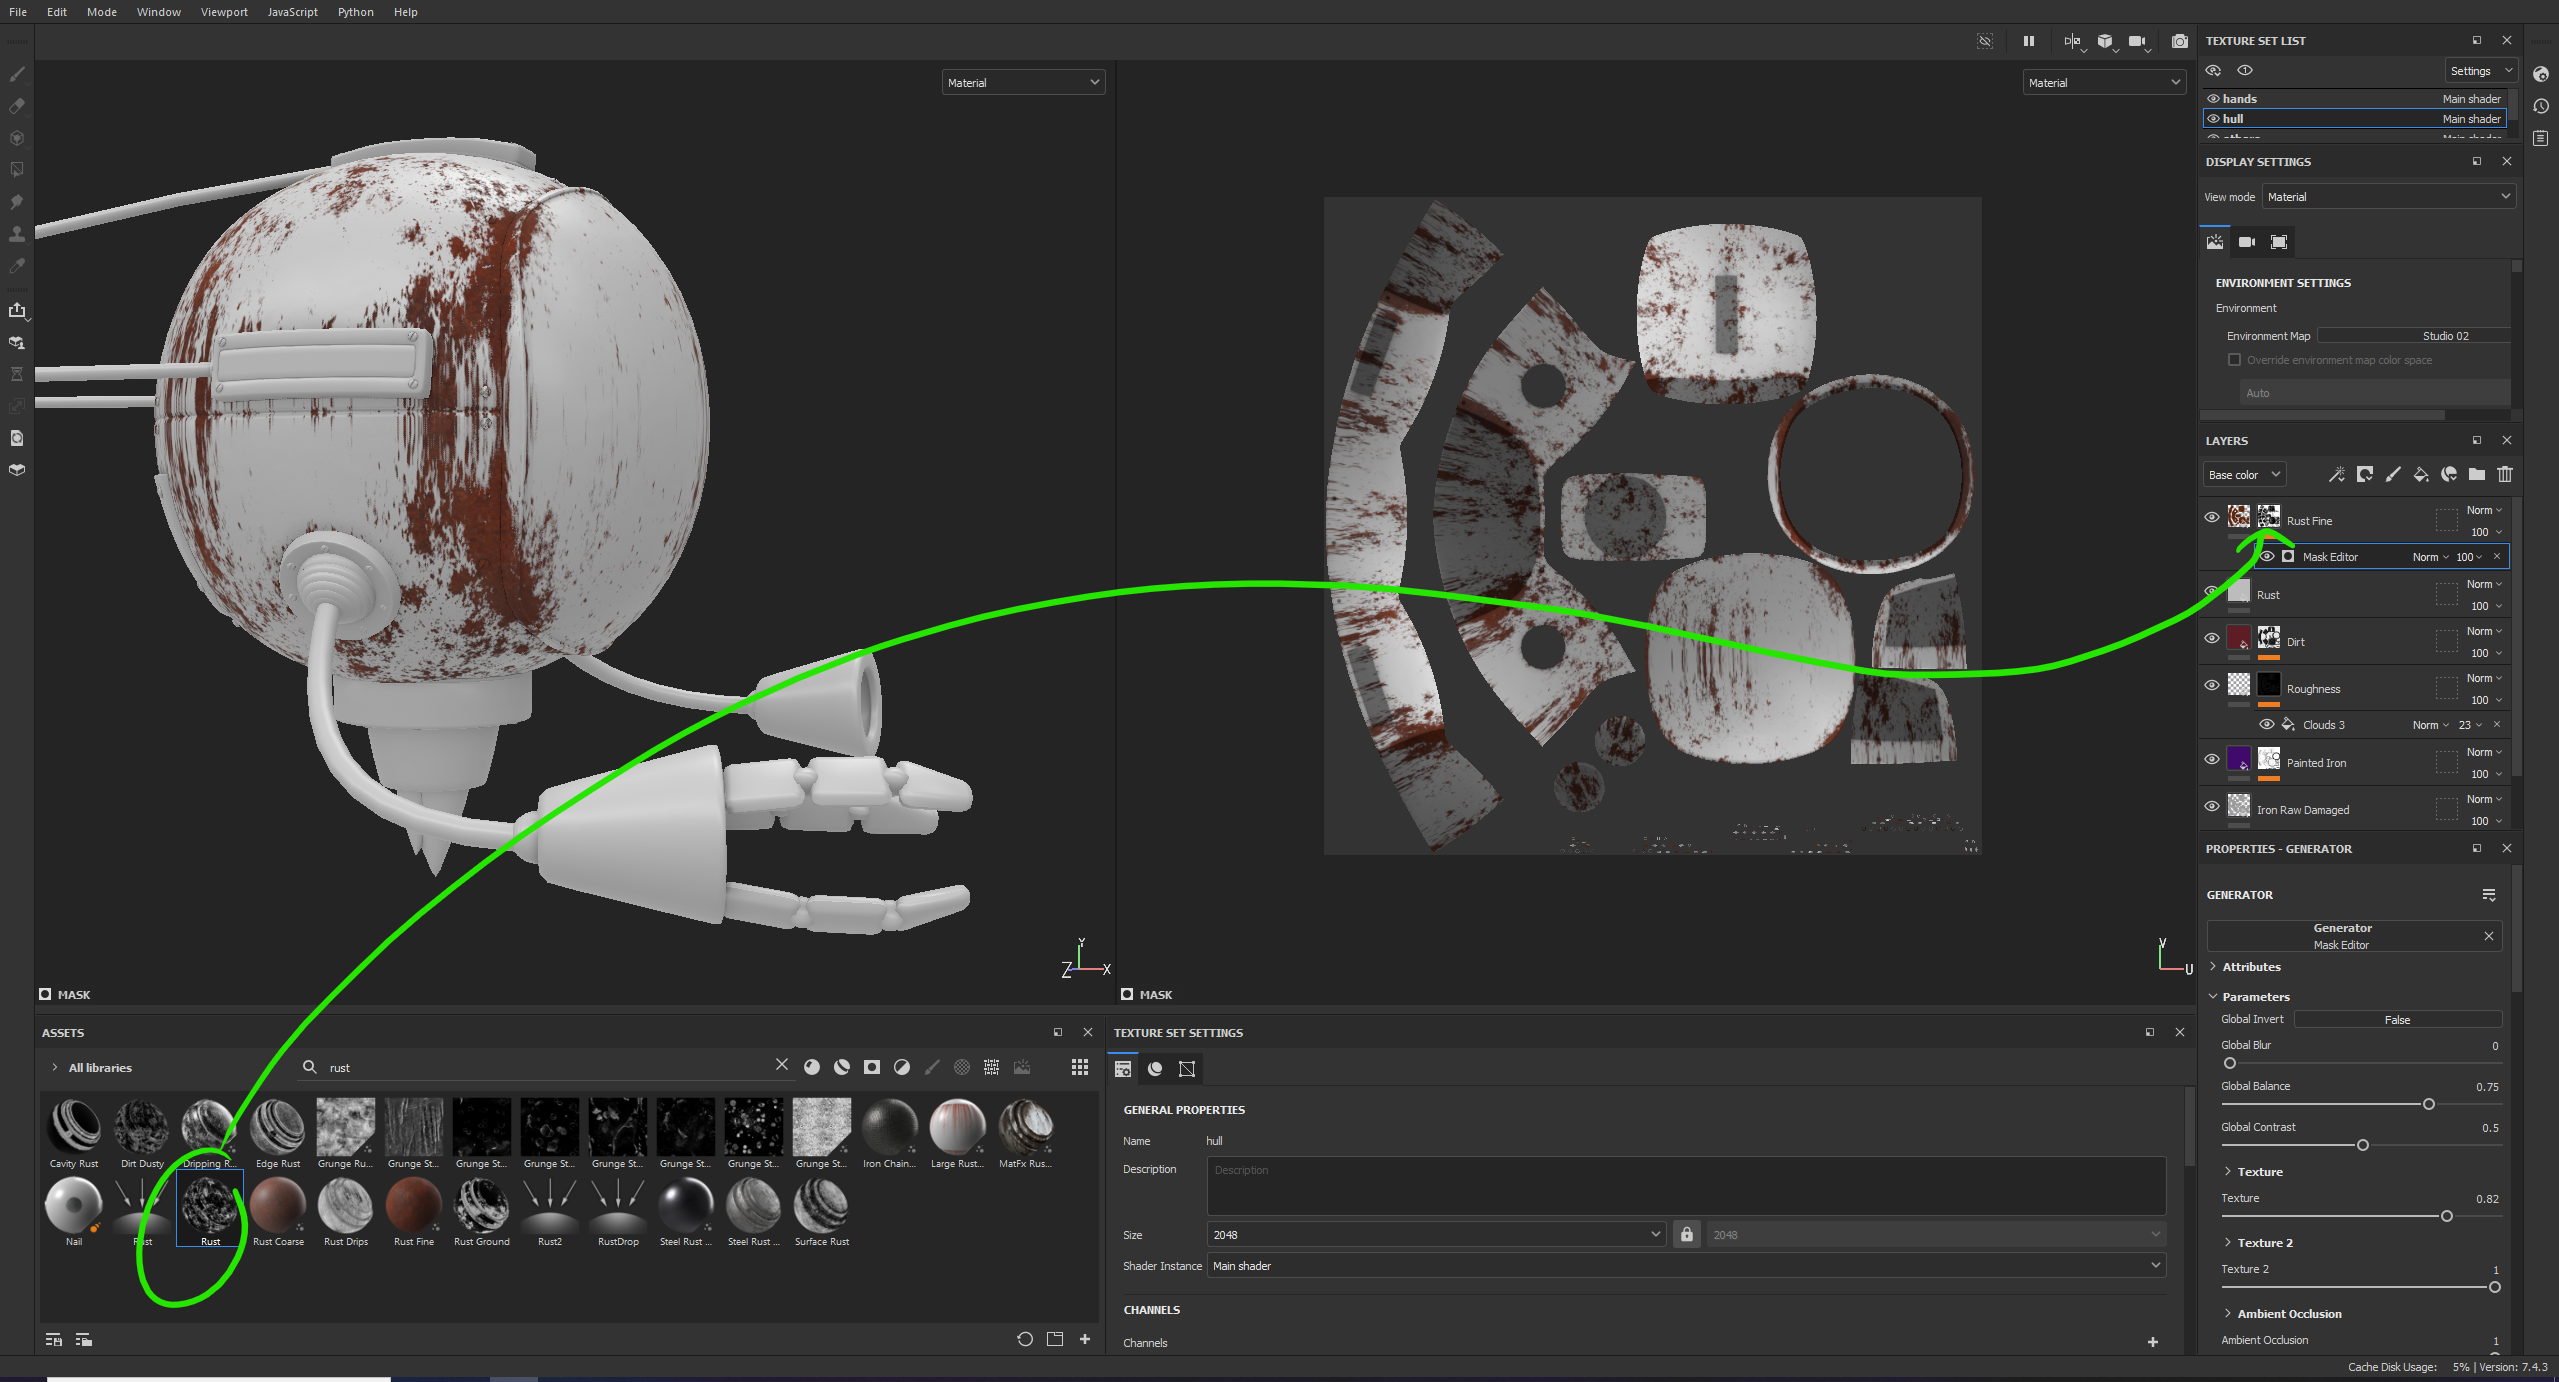 File Edit Mode Window Viewport JavaScript Python Help
Material
Material
TEXTURE SET LIST
Settings
hands Main shader
hull Main shader
DISPLAY SETTINGS
View mode Material
ENVIRONMENT SETTINGS
Environment
Environment Map Studio 02
Override environment map color space
Auto
LAYERS
Base color
Rust Fine Norm 100
Mask Editor Norm 100
Rust Norm 100
Dirt Norm 100
Roughness Norm 100
Clouds 3 Norm 23
Painted Iron Norm 100
Iron Raw Damaged Norm 100
Y
Z X
V
U
MASK
MASK
PROPERTIES - GENERATOR
GENERATOR
Generator
Mask Editor
Attributes
Parameters
Global Invert False
Global Blur 0
Global Balance 0.75
Global Contrast 0.5
Texture
Texture 0.82
Texture 2
Texture 2 1
Ambient Occlusion
Ambient Occlusion 1
ASSETS
All libraries rust
Cavity Rust Dirt Dusty Dripping R... Edge Rust Grunge Ru... Grunge St... Grunge St... Grunge St... Grunge St... Grunge St... Grunge St... Grunge St... Iron Chain... Large Rust... MatFx Rus...
Nail Rust Rust Rust Coarse Rust Drips Rust Fine Rust Ground Rust2 RustDrop Steel Rust ... Steel Rust ... Surface Rust
TEXTURE SET SETTINGS
GENERAL PROPERTIES
Name hull
Description Description
Size 2048 2048
Shader Instance Main shader
CHANNELS
Channels
Cache Disk Usage: 5% | Version: 7.4.3